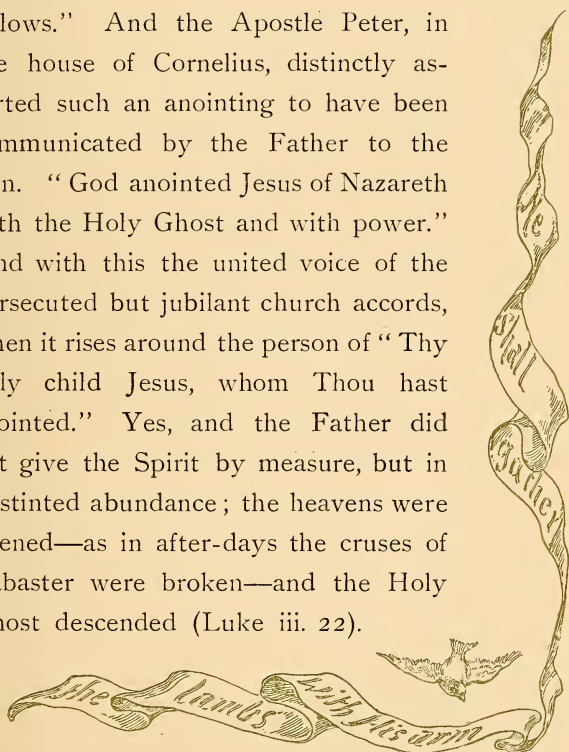 lows." And the Apostle Peter, in
e house of Cornelius, distinctly as-
rted such an anointing to have been
mmunicated by the Father to the
n. "God anointed Jesus of Nazareth
th the Holy Ghost and with power."
nd with this the united voice of the
rsecuted but jubilant church accords,
hen it rises around the person of "Thy
ly child Jesus, whom Thou hast
ointed." Yes, and the Father did
t give the Spirit by measure, but in
stinted abundance; the heavens were
ened—as in after-days the cruses of
abaster were broken—and the Holy
host descended (Luke iii. 22).
He
shall
gather
the lambs with His arm